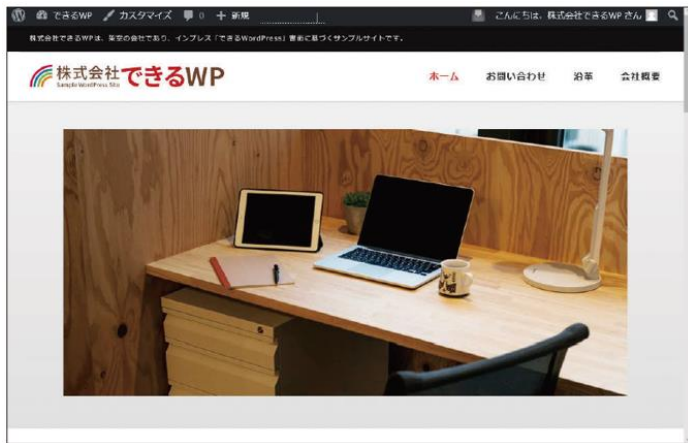 できるWP カスタマイズ 0 + 新規 こんにちは、株式会社できるWP さん
株式会社できるWPは、架空の会社であり、インプレス「できるWordPress」書籍に基づくサンプルサイトです。
株式会社できるWP
Sample WordPress Site
ホーム お問い合わせ 沿革 会社概要